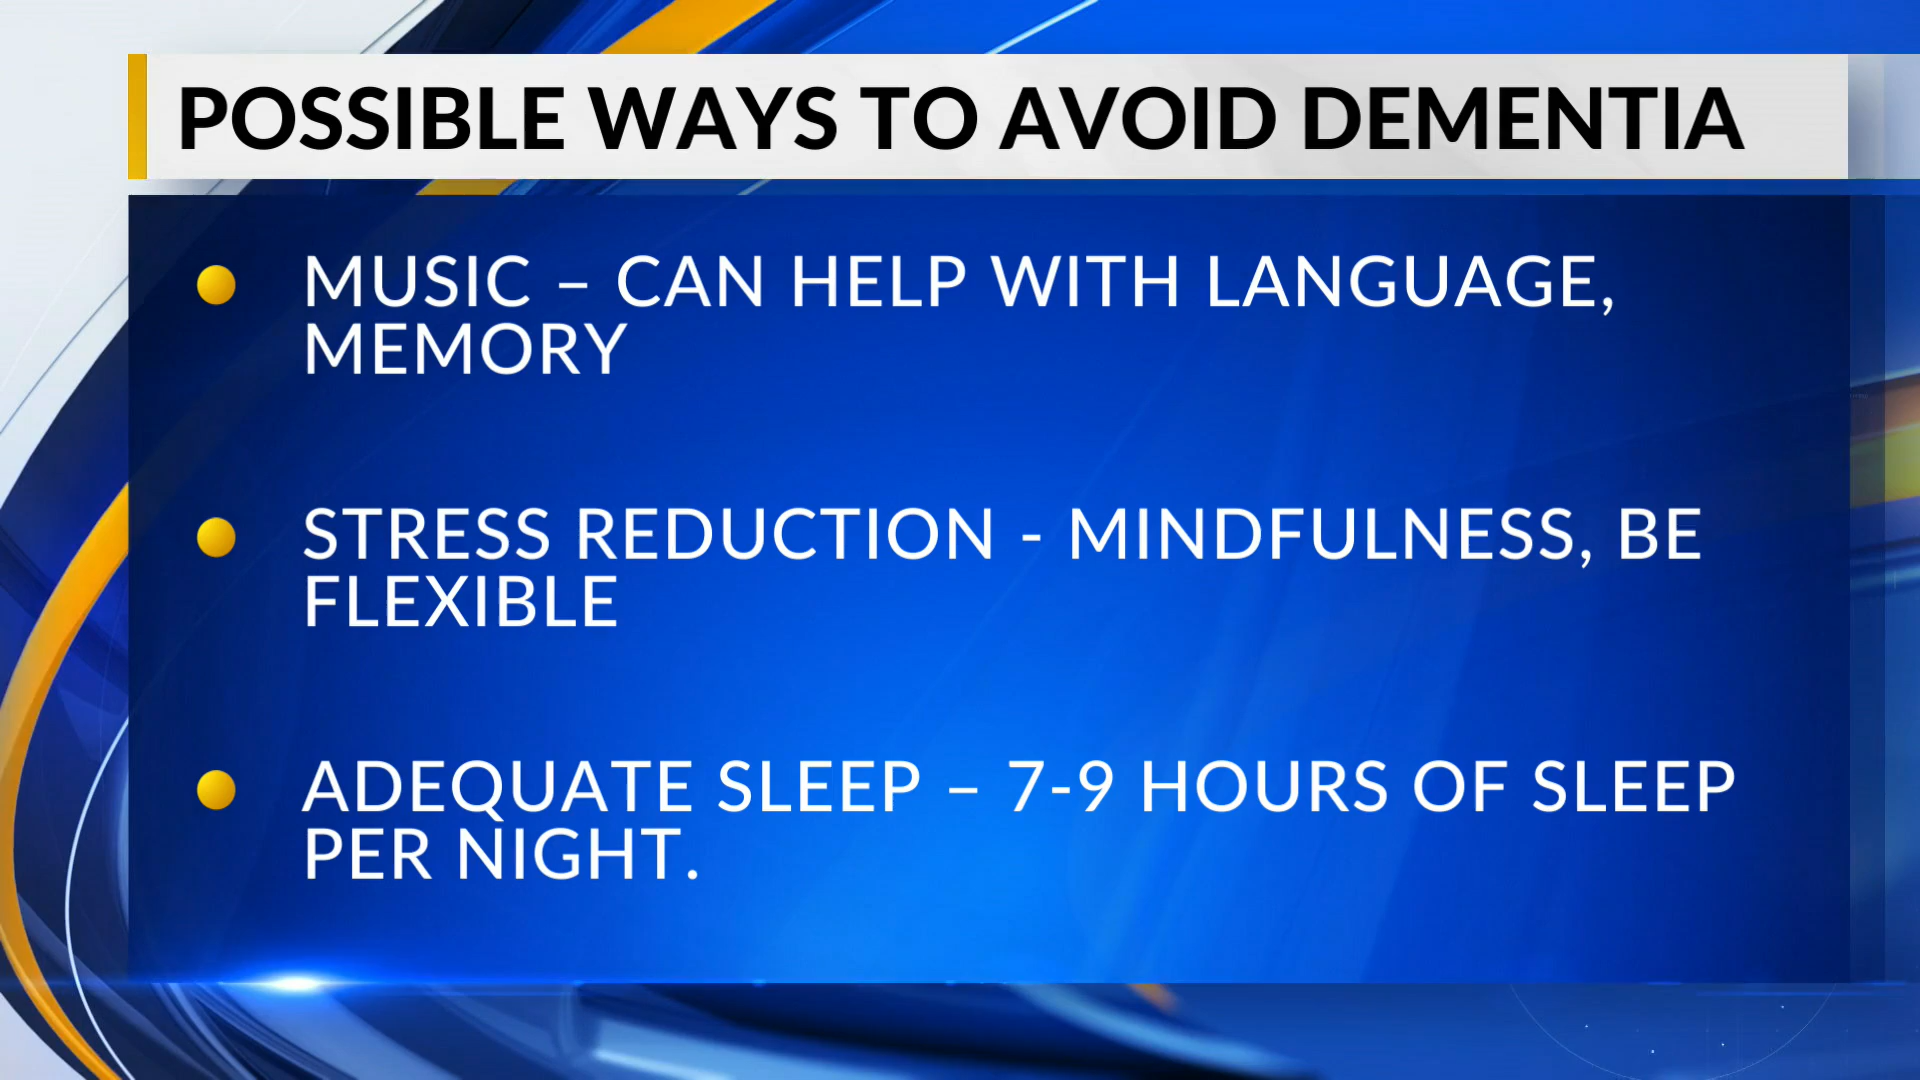 POSSIBLE WAYS TO AVOID DEMENTIA
MUSIC – CAN HELP WITH LANGUAGE,
MEMORY
STRESS REDUCTION - MINDFULNESS, BE
FLEXIBLE
ADEQUATE SLEEP – 7-9 HOURS OF SLEEP
PER NIGHT.